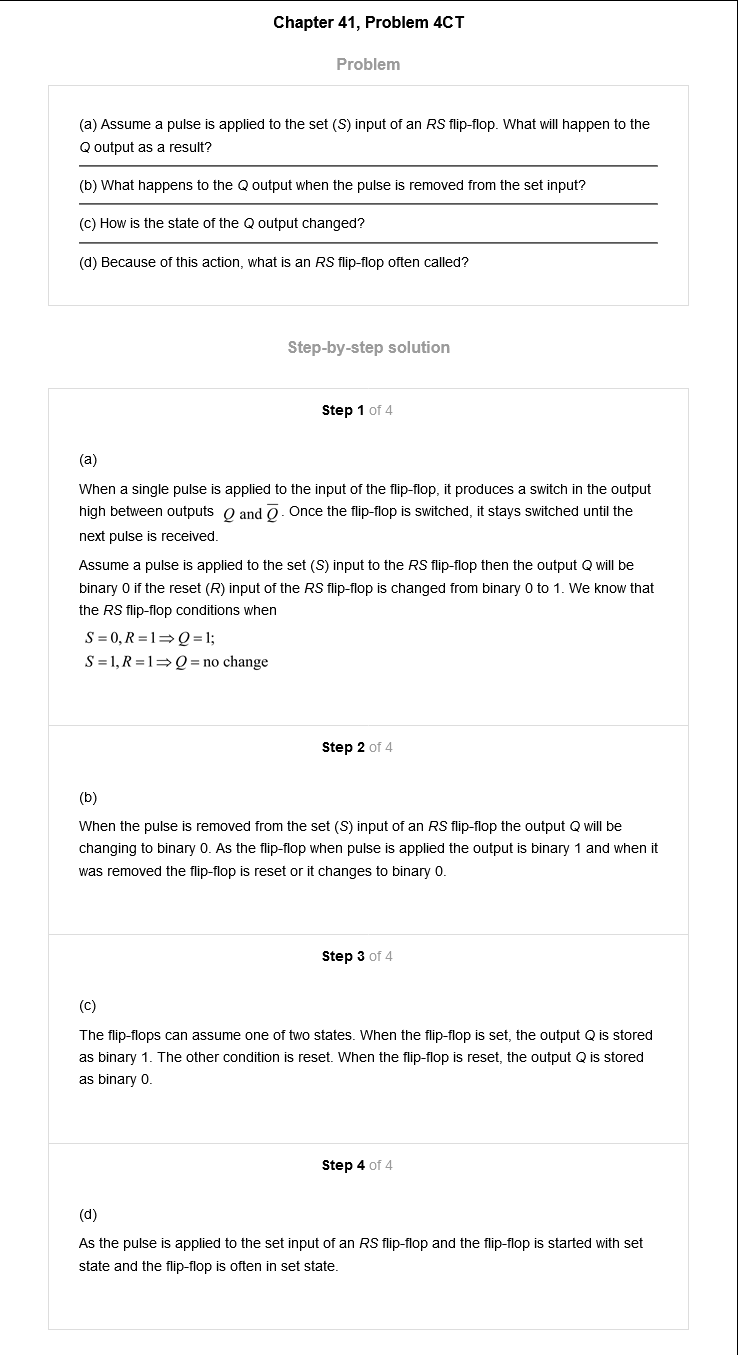 Chapter 41, Problem 4CT
Problem
(a) Assume a pulse is applied to the set (S) input of an RS flip-flop. What will happen to the
Q output as a result?
(b) What happens to the Q output when the pulse is removed from the set input?
(c) How is the state of the Q output changed?
(d) Because of this action, what is an RS flip-flop often called?
Step-by-step solution
Step 1 of 4
(a)
When a single pulse is applied to the input of the flip-flop, it produces a switch in the output
high between outputs Q and Q̅. Once the flip-flop is switched, it stays switched until the
next pulse is received.
Assume a pulse is applied to the set (S) input to the RS flip-flop then the output Q will be
binary 0 if the reset (R) input of the RS flip-flop is changed from binary 0 to 1. We know that
the RS flip-flop conditions when
S = 0, R = 1 ⇒ Q = 1;
S = 1, R = 1 ⇒ Q = no change
Step 2 of 4
(b)
When the pulse is removed from the set (S) input of an RS flip-flop the output Q will be
changing to binary 0. As the flip-flop when pulse is applied the output is binary 1 and when it
was removed the flip-flop is reset or it changes to binary 0.
Step 3 of 4
(c)
The flip-flops can assume one of two states. When the flip-flop is set, the output Q is stored
as binary 1. The other condition is reset. When the flip-flop is reset, the output Q is stored
as binary 0.
Step 4 of 4
(d)
As the pulse is applied to the set input of an RS flip-flop and the flip-flop is started with set
state and the flip-flop is often in set state.